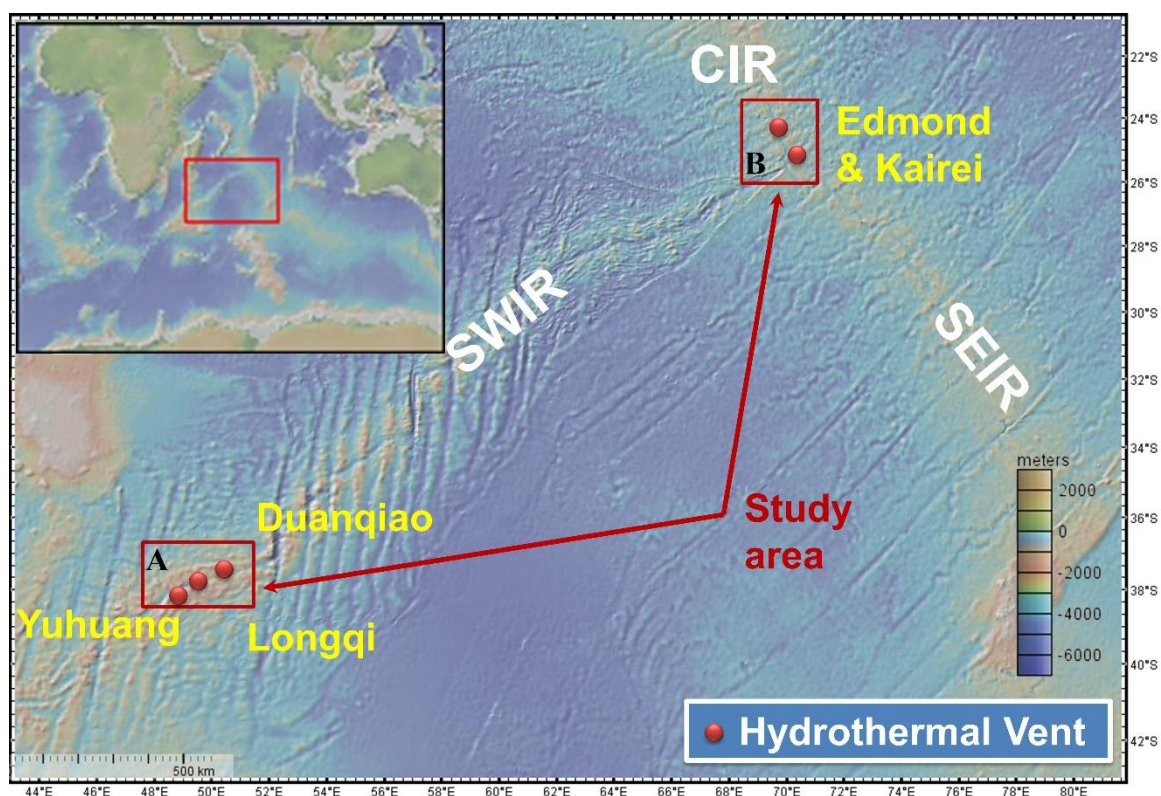 CIR
22°S
24°S
Edmond
& Kairei
B
26°S
28°S
SWIR
30°S
SEIR
32°S
34°S
meters
2000
0
-2000
-4000
-6000
Duanqiao
Study
area
36°S
A
38°S
Yuhuang
Longqi
40°S
Hydrothermal Vent
42°S
500 km
44°E 46°E 48°E 50°E 52°E 54°E 56°E 58°E 60°E 62°E 64°E 66°E 68°E 70°E 72°E 74°E 76°E 78°E 80°E